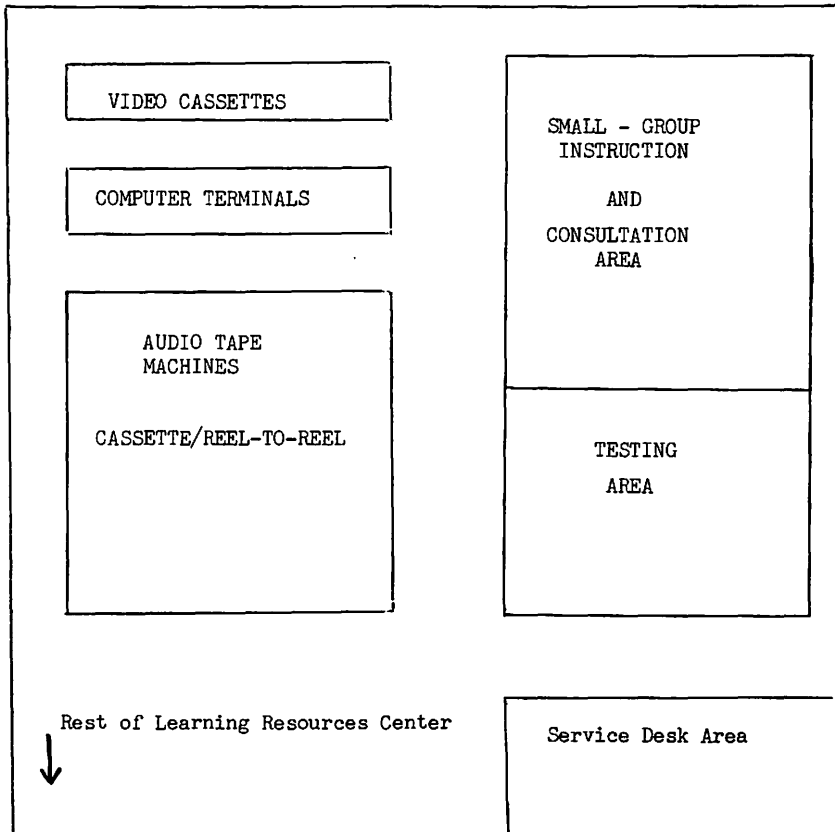 VIDEO CASSETTES
COMPUTER TERMINALS
AUDIO TAPE
MACHINES
CASSETTE/REEL-TO-REEL
SMALL - GROUP
INSTRUCTION
AND
CONSULTATION
AREA
TESTING
AREA
Rest of Learning Resources Center
Service Desk Area